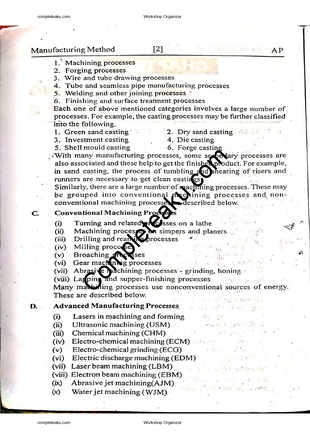 completeaku.com Workshop Organizer
Manufacturing Method [2] A P
1. Machining processes
2. Forging processes
3. Wire and tube drawing processes
4. Tube and seamless pipe manufacturing processes
5. Welding and other joining processes
6. Finishing and surface treatment processes
Each one of above mentioned categories involves a large number of
processes. For example, the casting processes may be further classified
into the following.
1. Green sand casting 2. Dry sand casting
3. Investment casting 4. Die casting
5. Shell mould casting 6. Forge casting
With many manufacturing processes, some processes are
also associated and these help to get the finished product. For example,
in sand casting, the process of tumbling and shearing of risers and
runners are necessary to get clean casting
Similarly, there are a large number of machining processes. These may
be grouped into conventional machining processes and non-
conventional machining processes described below.
C. Conventional Machining Processes
(i) Turning and related processes on a lathe
(ii) Machining processes on simpers and planers
(iii) Drilling and processes
(iv) Milling processes
(v) Broaching processes
(vi) Gear machining processes
(vii) Abrasive machining processes - grinding, honing
(viii) Lapping and supper-finishing processes
Many machining processes use nonconventional sources of energy.
These are described below.
D. Advanced Manufacturing Processes
(i) Lasers in machining and forming
(ii) Ultrasonic machining (USM)
(iii) Chemical machining (CHM)
(iv) Electro-chemical machining (ECM)
(v) Electro-chemical grinding (ECG)
(vi) Electric discharge machining (EDM)
(vii) Laser beam machining (LBM)
(viii) Electron beam machining (EBM)
(ix) Abrasive jet machining(AJM)
(x) Water jet machining (WJM)
Completeaku.com
completeaku.com Workshop Organizer